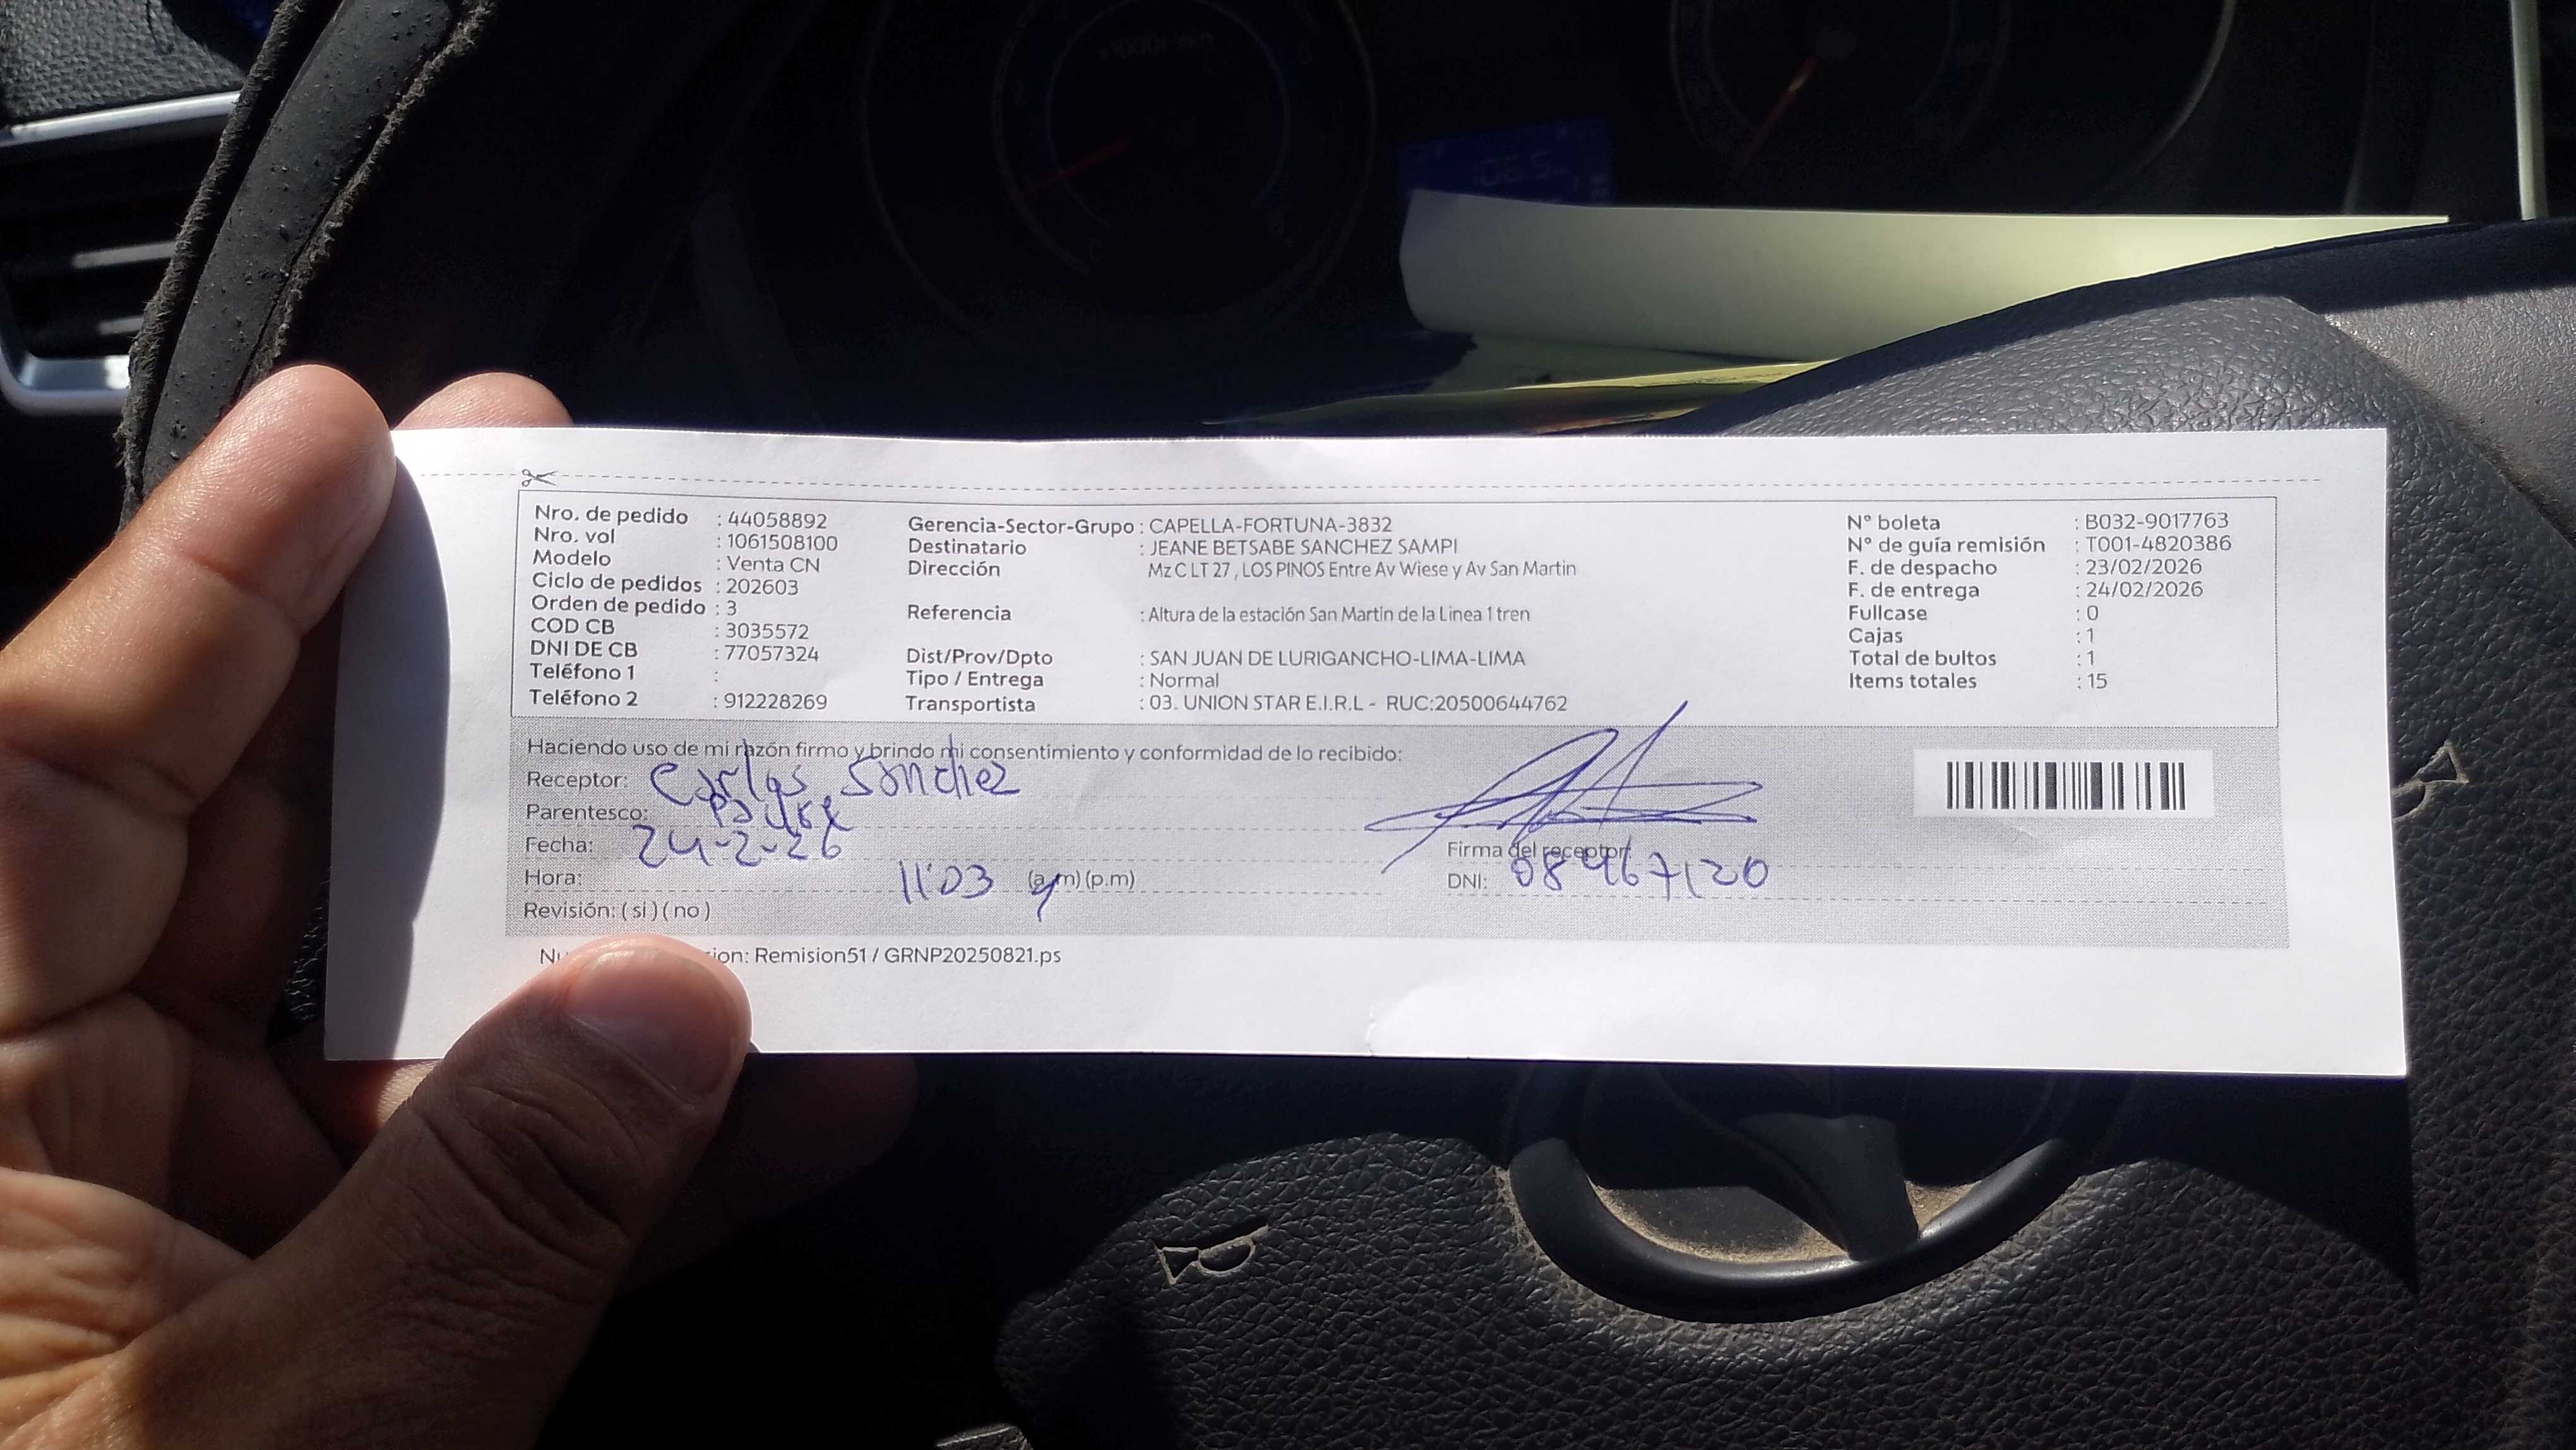 Nro. de pedido : 44058892
Nro. vol : 1061508100
Modelo : Venta CN
Ciclo de pedidos : 202603
Orden de pedido : 3
COD CB : 3035572
DNI DE CB : 77057324
Teléfono 1 :
Teléfono 2 : 912228269
Gerencia-Sector-Grupo : CAPELLA-FORTUNA-3832
Destinatario : JEANE BETSABE SANCHEZ SAMPI
Dirección Mz C LT 27 , LOS PINOS Entre Av Wiese y Av San Martin
Referencia : Altura de la estación San Martin de la Linea 1 tren
Dist/Prov/Dpto : SAN JUAN DE LURIGANCHO-LIMA-LIMA
Tipo / Entrega : Normal
Transportista : 03. UNION STAR E.I.R.L - RUC:20500644762
N° boleta : B032-9017763
N° de guía remisión : T001-4820386
F. de despacho : 23/02/2026
F. de entrega : 24/02/2026
Fullcase : 0
Cajas : 1
Total de bultos : 1
Items totales : 15
Haciendo uso de mi razón firmo y brindo mi consentimiento y conformidad de lo recibido:
Receptor: Carlos Sanchez
Parentesco: Padre
Fecha: 24-2-26
Hora: 11:03 (a.m) (p.m)
Revisión: ( si ) ( no )
Firma del receptor:
DNI: 08467120
Remision51 / GRNP20250821.ps